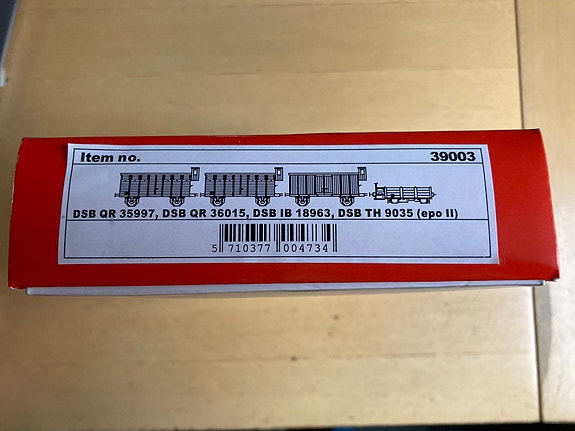 Item no. 39003
DSB QR 35997, DSB QR 36015, DSB IB 18963, DSB TH 9035 (epo II)
5 710377 004734